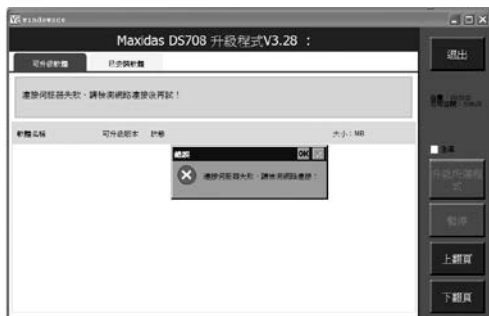 windowsce
Maxidas DS708 升級程式V3.28 :
可升級軟體 已安裝軟體
連接伺服器失敗，請檢測網路連接後再試！
軟體名稱 可升級版本 狀態 大小：MB
錯誤 OK
連接伺服器失敗，請檢測網路連接！
退出
全選
升級所選程
式
暫停
上翻頁
下翻頁